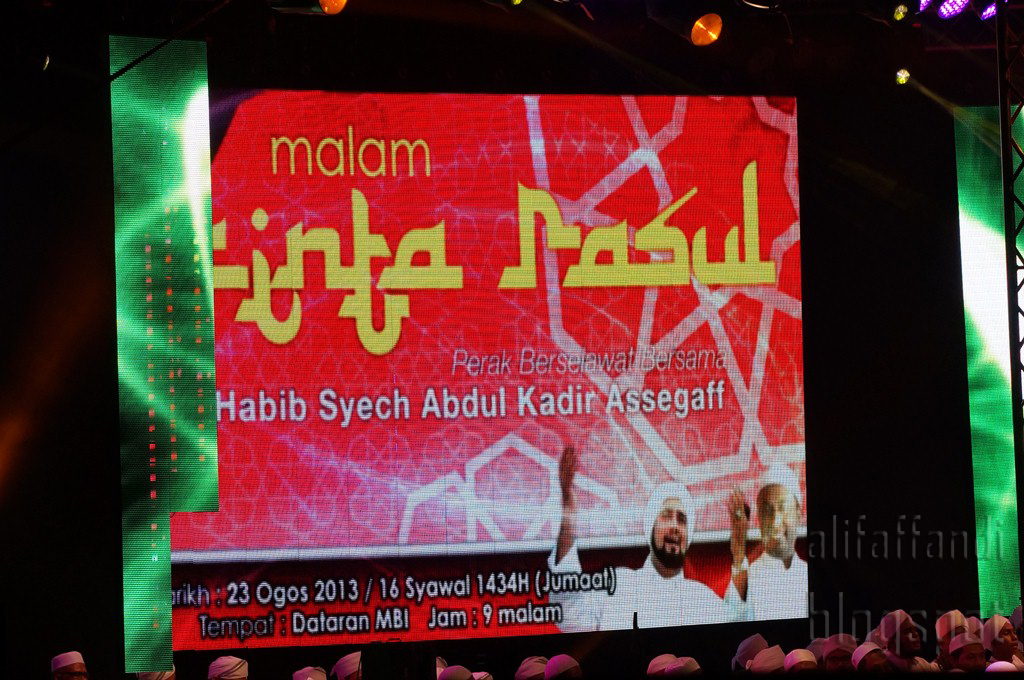 malam
Cinta Rasul
Perak Berselawat Bersama
Habib Syech Abdul Kadir Assegaff
arikh : 23 Ogos 2013 / 16 Syawal 1434H (Jumaat)
Tempat : Dataran MBI Jam : 9 malam
alifaffandi
blogspot